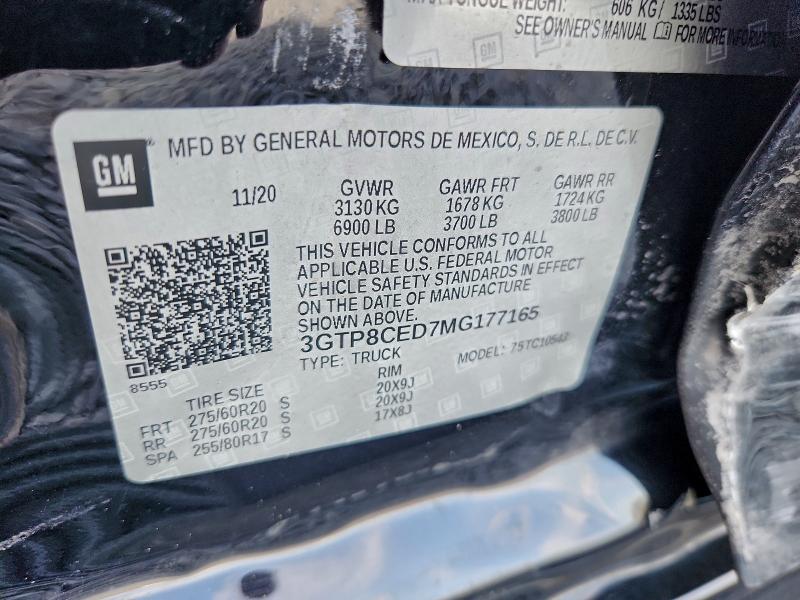 606 KG / 1335 LBS
SEE OWNER'S MANUAL FOR MORE INFORMATION
GM
MFD BY GENERAL MOTORS DE MEXICO, S. DE R.L. DE C.V.
11/20
GVWR GAWR FRT GAWR RR
3130 KG 1678 KG 1724 KG
6900 LB 3700 LB 3800 LB
THIS VEHICLE CONFORMS TO ALL
APPLICABLE U.S. FEDERAL MOTOR
VEHICLE SAFETY STANDARDS IN EFFECT
ON THE DATE OF MANUFACTURE
SHOWN ABOVE.
3GTP8CED7MG177165
8555
TYPE: TRUCK MODEL: 75TC10543
TIRE SIZE RIM
FRT 275/60R20 S 20X9J
RR 275/60R20 S 20X9J
SPA 255/80R17 S 17X8J